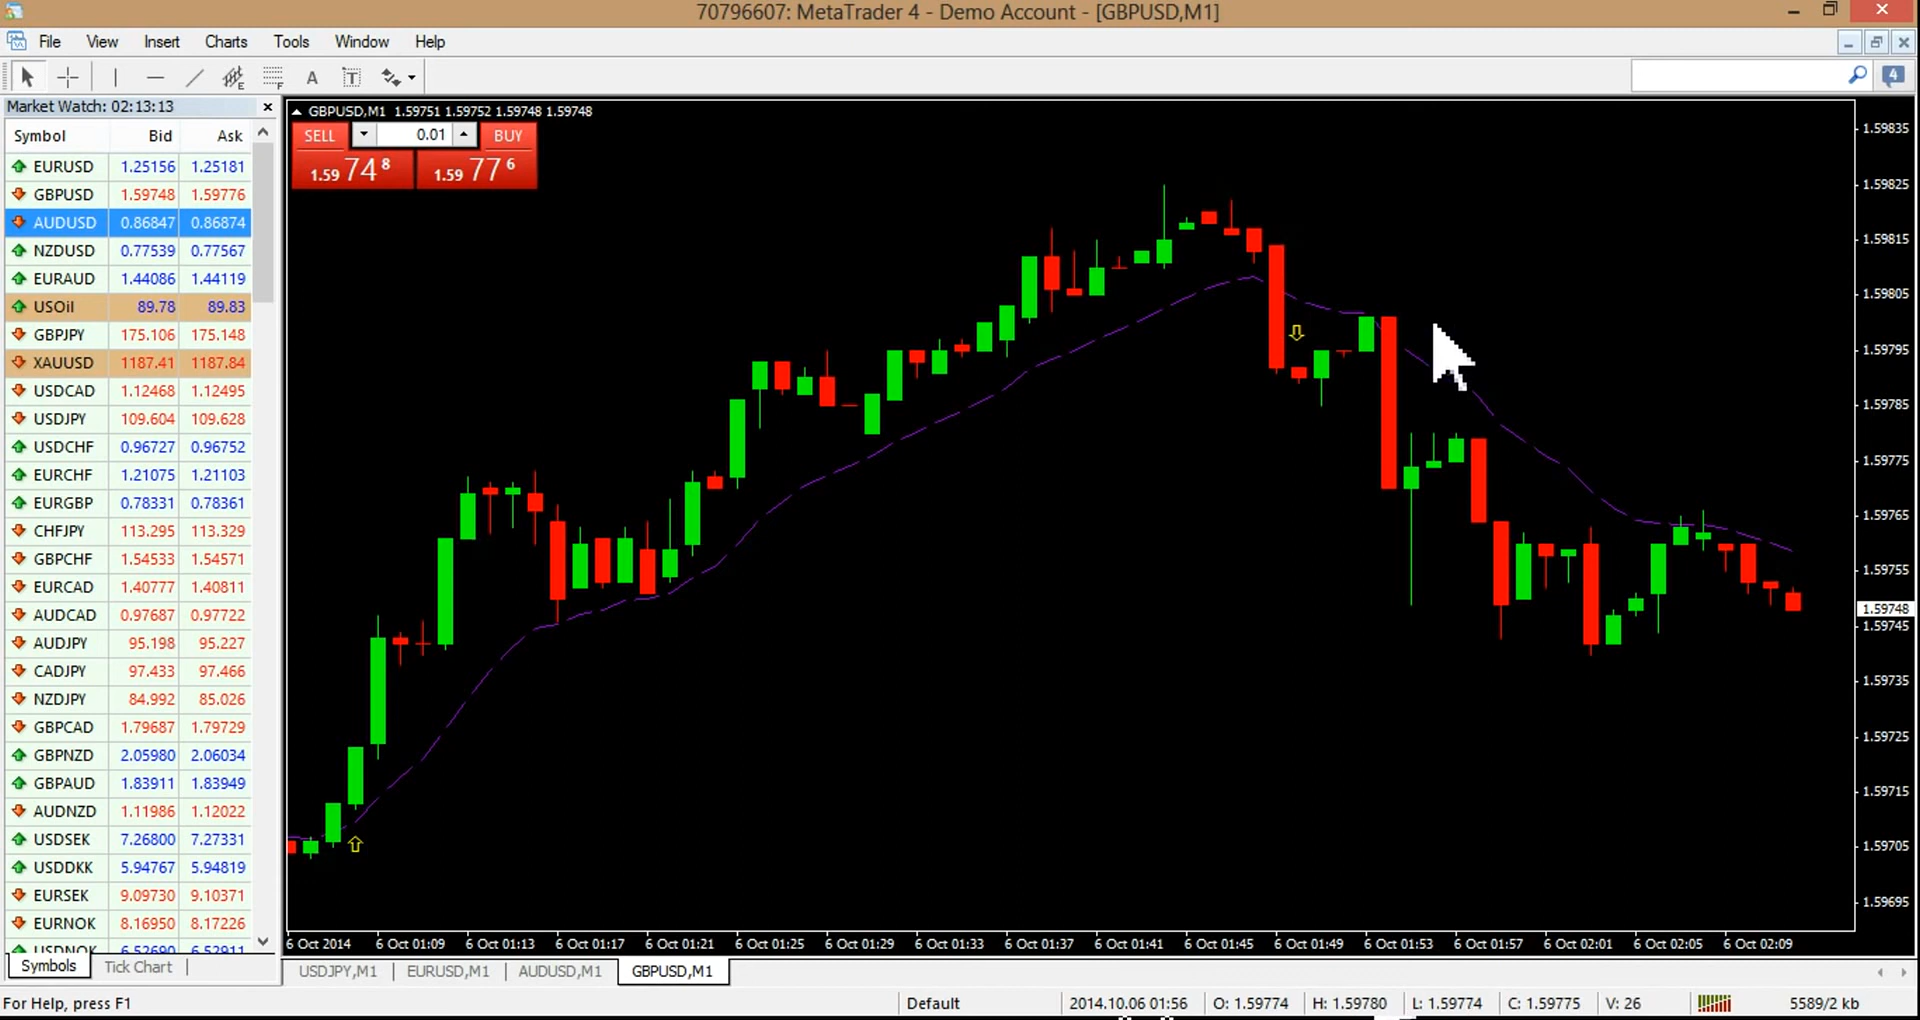 70796607: MetaTrader 4 - Demo Account - [GBPUSD,M1]
File View Insert Charts Tools Window Help
E F A T
4
Market Watch: 02:13:13
Symbol Bid Ask
EURUSD 1.25156 1.25181
GBPUSD 1.59748 1.59776
AUDUSD 0.86847 0.86874
NZDUSD 0.77539 0.77567
EURAUD 1.44086 1.44119
USOil 89.78 89.83
GBPJPY 175.106 175.148
XAUUSD 1187.41 1187.84
USDCAD 1.12468 1.12495
USDJPY 109.604 109.628
USDCHF 0.96727 0.96752
EURCHF 1.21075 1.21103
EURGBP 0.78331 0.78361
CHFJPY 113.295 113.329
GBPCHF 1.54533 1.54571
EURCAD 1.40777 1.40811
AUDCAD 0.97687 0.97722
AUDJPY 95.198 95.227
CADJPY 97.433 97.466
NZDJPY 84.992 85.026
GBPCAD 1.79687 1.79729
GBPNZD 2.05980 2.06034
GBPAUD 1.83911 1.83949
AUDNZD 1.11986 1.12022
USDSEK 7.26800 7.27331
USDDKK 5.94767 5.94819
EURSEK 9.09730 9.10371
EURNOK 8.16950 8.17226
USDNOK 6.52690 6.52911
Symbols Tick Chart
GBPUSD,M1 1.59751 1.59752 1.59748 1.59748
SELL 0.01 BUY
1.59 74 8 1.59 77 6
1.59835
1.59825
1.59815
1.59805
1.59795
1.59785
1.59775
1.59765
1.59755
1.59748
1.59745
1.59735
1.59725
1.59715
1.59705
1.59695
6 Oct 2014 6 Oct 01:09 6 Oct 01:13 6 Oct 01:17 6 Oct 01:21 6 Oct 01:25 6 Oct 01:29 6 Oct 01:33 6 Oct 01:37 6 Oct 01:41 6 Oct 01:45 6 Oct 01:49 6 Oct 01:53 6 Oct 01:57 6 Oct 02:01 6 Oct 02:05 6 Oct 02:09
USDJPY,M1 EURUSD,M1 AUDUSD,M1 GBPUSD,M1
For Help, press F1 Default 2014.10.06 01:56 O: 1.59774 H: 1.59780 L: 1.59774 C: 1.59775 V: 26 5589/2 kb